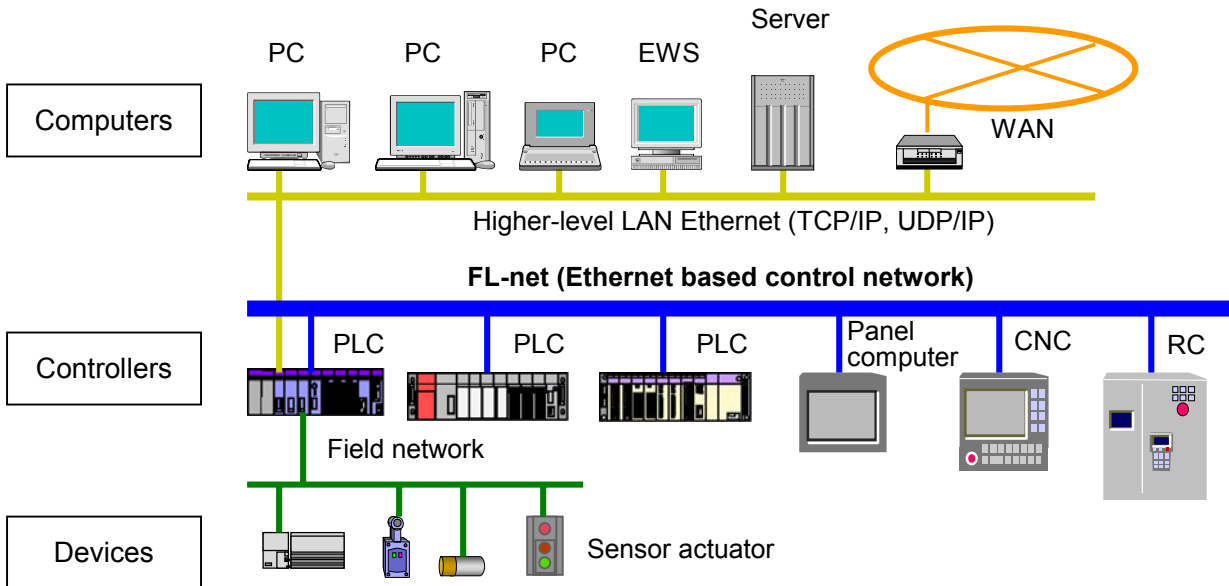 Server
PC
PC
PC
EWS
Computers
WAN
Higher-level LAN Ethernet (TCP/IP, UDP/IP)
FL-net (Ethernet based control network)
Controllers
PLC
PLC
PLC
Panel
computer
CNC
RC
Field network
Devices
Sensor actuator